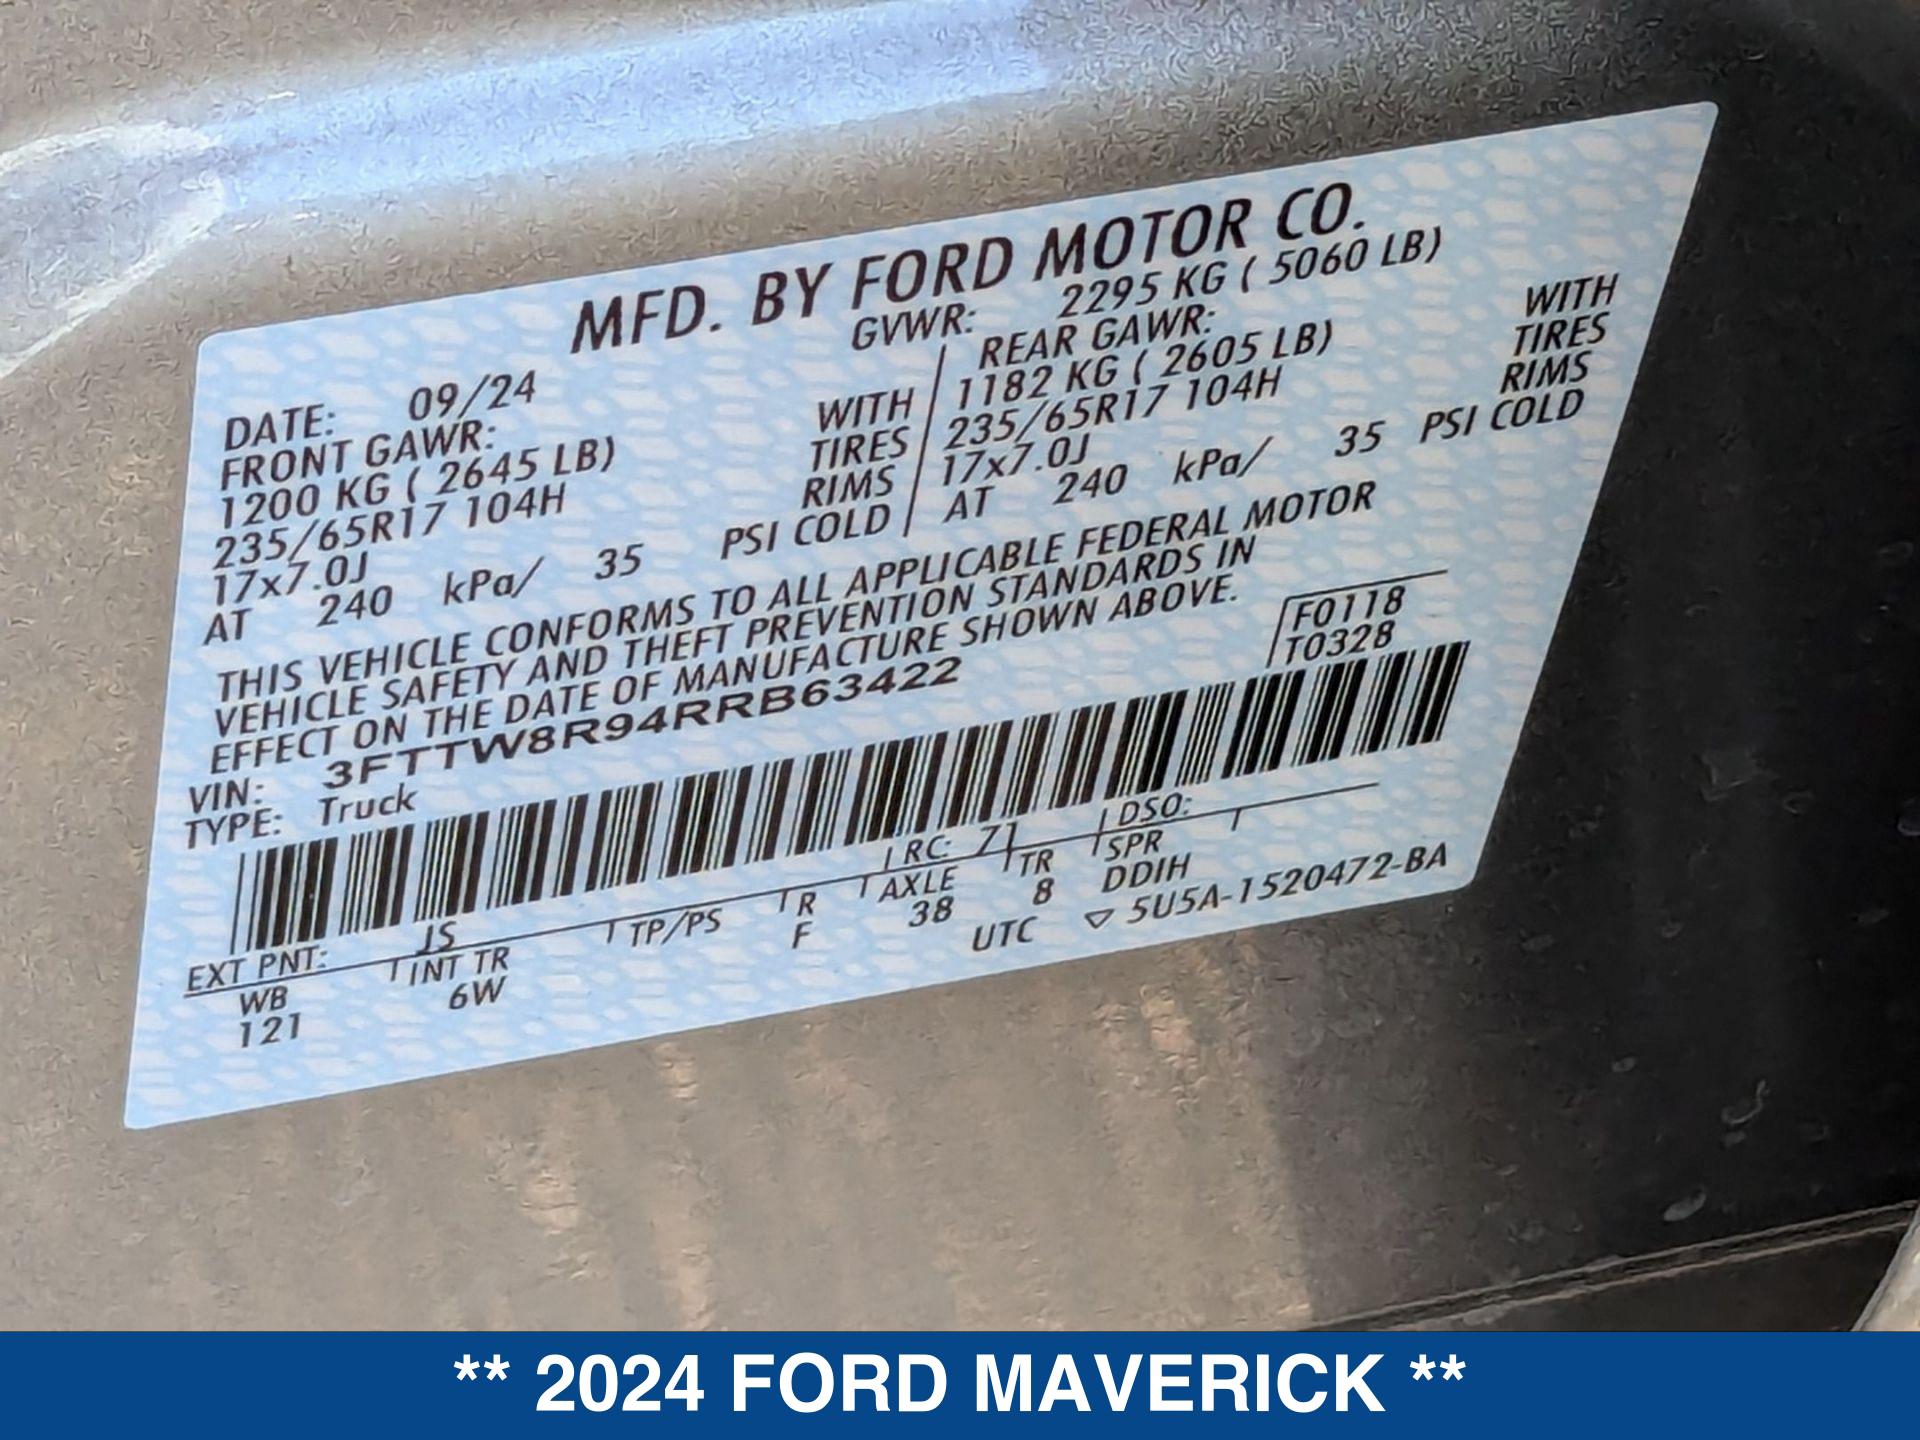 MFD. BY FORD MOTOR CO.
DATE: 09/24 GVWR: 2295 KG ( 5060 LB)
FRONT GAWR: REAR GAWR:
1200 KG ( 2645 LB) WITH 1182 KG ( 2605 LB) WITH
235/65R17 104H TIRES 235/65R17 104H TIRES
17x7.0J RIMS 17x7.0J RIMS
AT 240 kPa/ 35 PSI COLD AT 240 kPa/ 35 PSI COLD
THIS VEHICLE CONFORMS TO ALL APPLICABLE FEDERAL MOTOR
VEHICLE SAFETY AND THEFT PREVENTION STANDARDS IN
EFFECT ON THE DATE OF MANUFACTURE SHOWN ABOVE.
VIN: 3FTTW8R94RRB63422 F0118
TYPE: Truck T0328
EXT PNT: JS RC: 71 DSO:
WB INT TR TP/PS R AXLE TR SPR
121 6W F 38 8 DDIH
UTC ▽ 5U5A-1520472-BA
** 2024 FORD MAVERICK **